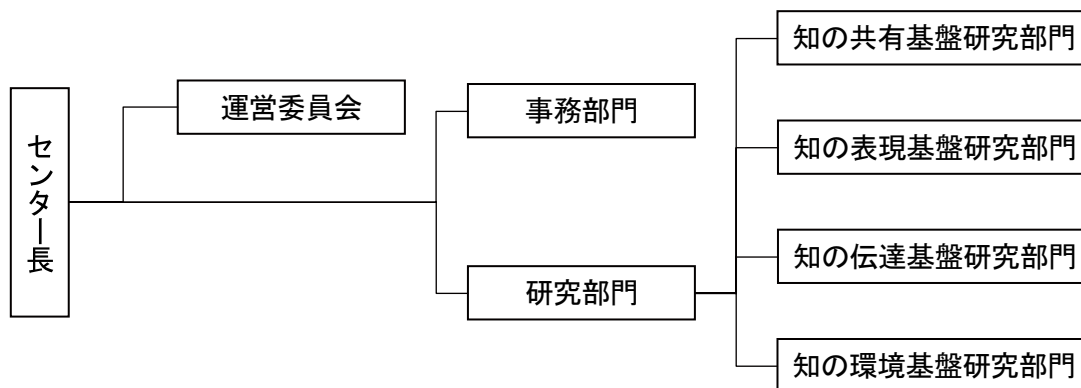 センター長
運営委員会
事務部門
研究部門
知の共有基盤研究部門
知の表現基盤研究部門
知の伝達基盤研究部門
知の環境基盤研究部門